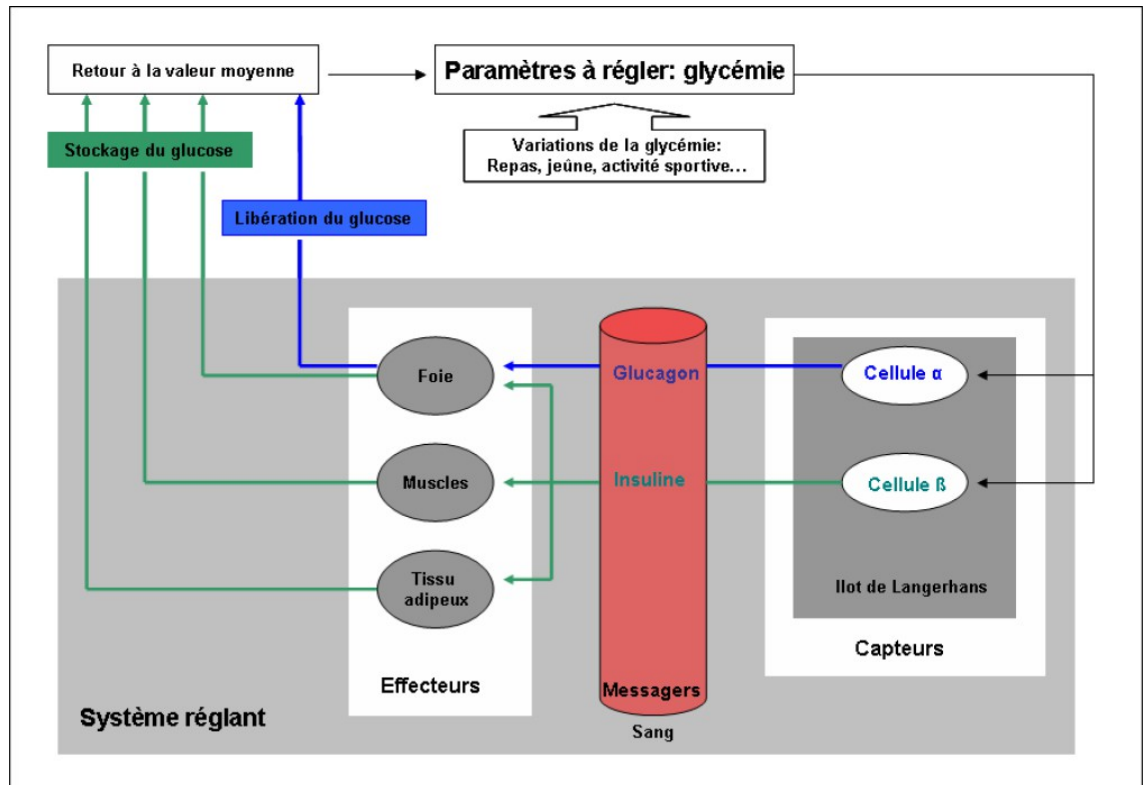 Retour à la valeur moyenne
Paramètres à régler: glycémie
Variations de la glycémie:
Repas, jeûne, activité sportive...
Stockage du glucose
Libération du glucose
Foie
Glucagon
Cellule α
Muscles
Insuline
Cellule ß
Tissu
adipeux
Ilot de Langerhans
Capteurs
Effecteurs
Messagers
Système réglant
Sang